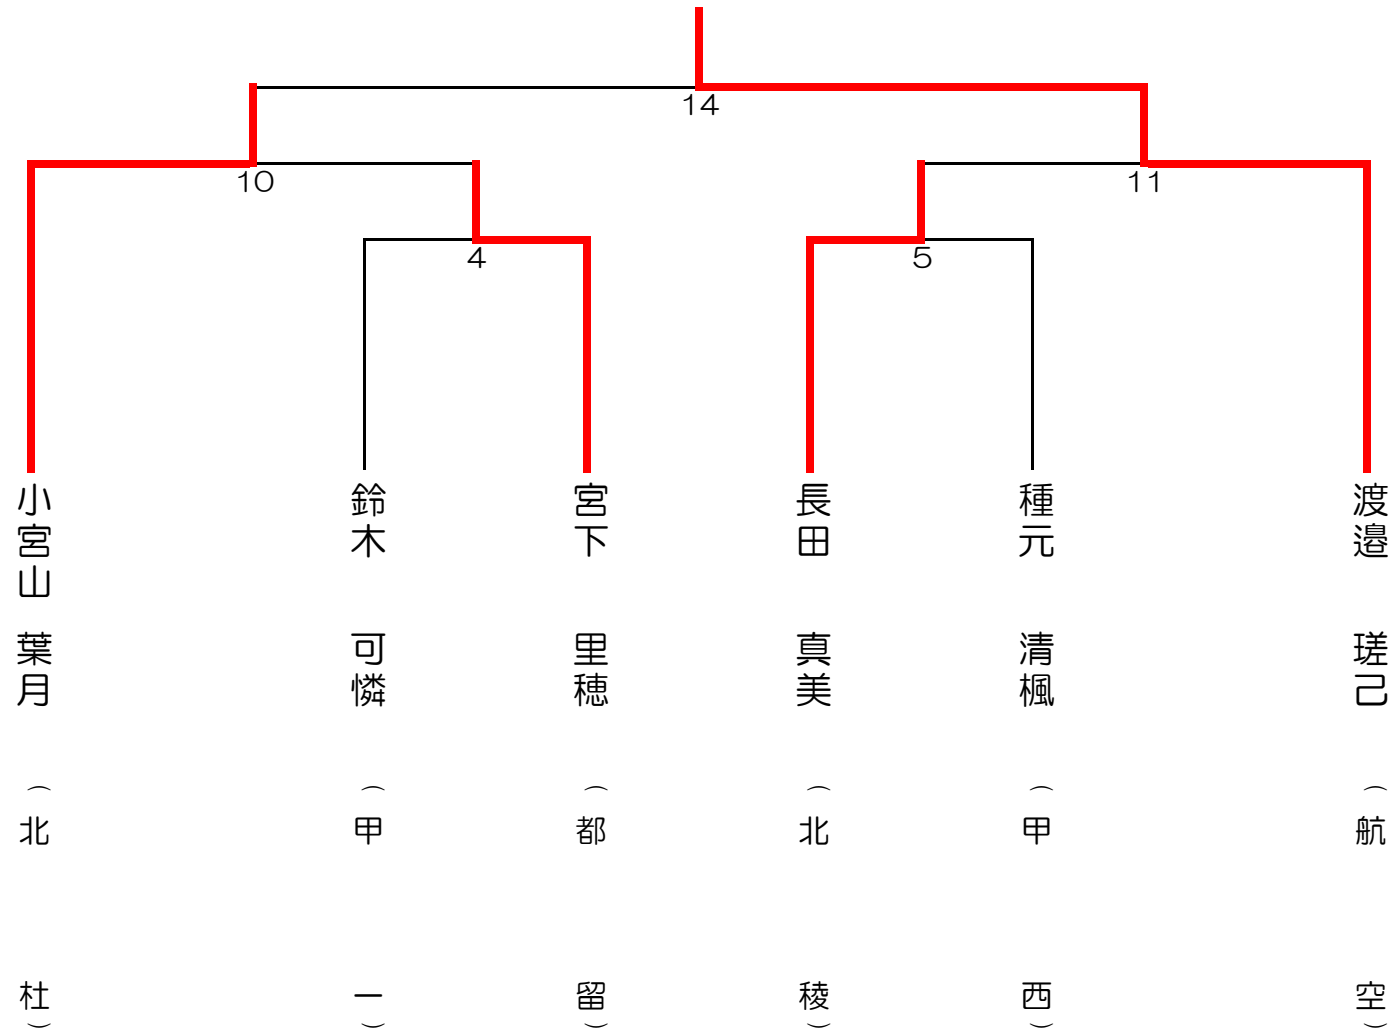 14
10
11
4
5
小宮山 葉月 （北 杜）
鈴木 可憐 （甲 一）
宮下 里穂 （都 留）
長田 真美 （北 稜）
種元 清楓 （甲 西）
渡邉 瑳己 （航 空）